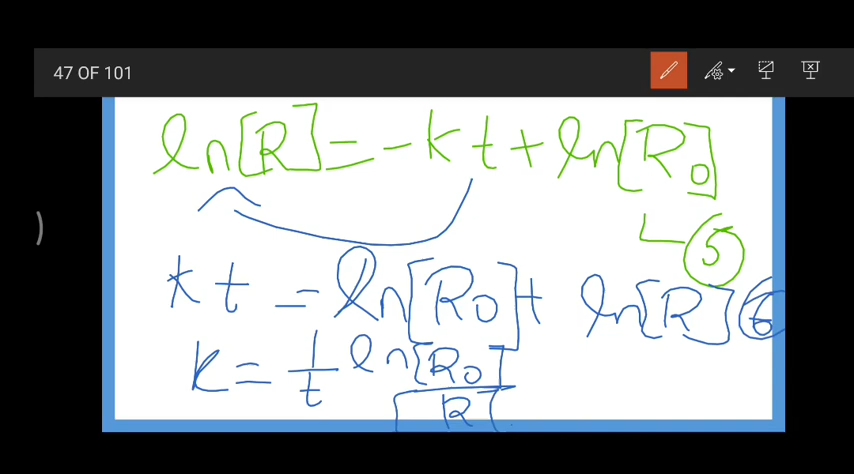 47 OF 101
ln[R] = -kt + ln[R₀]
5
kt = ln[R₀] + ln[R] 6
k = 1/t ln [R₀]/[R]